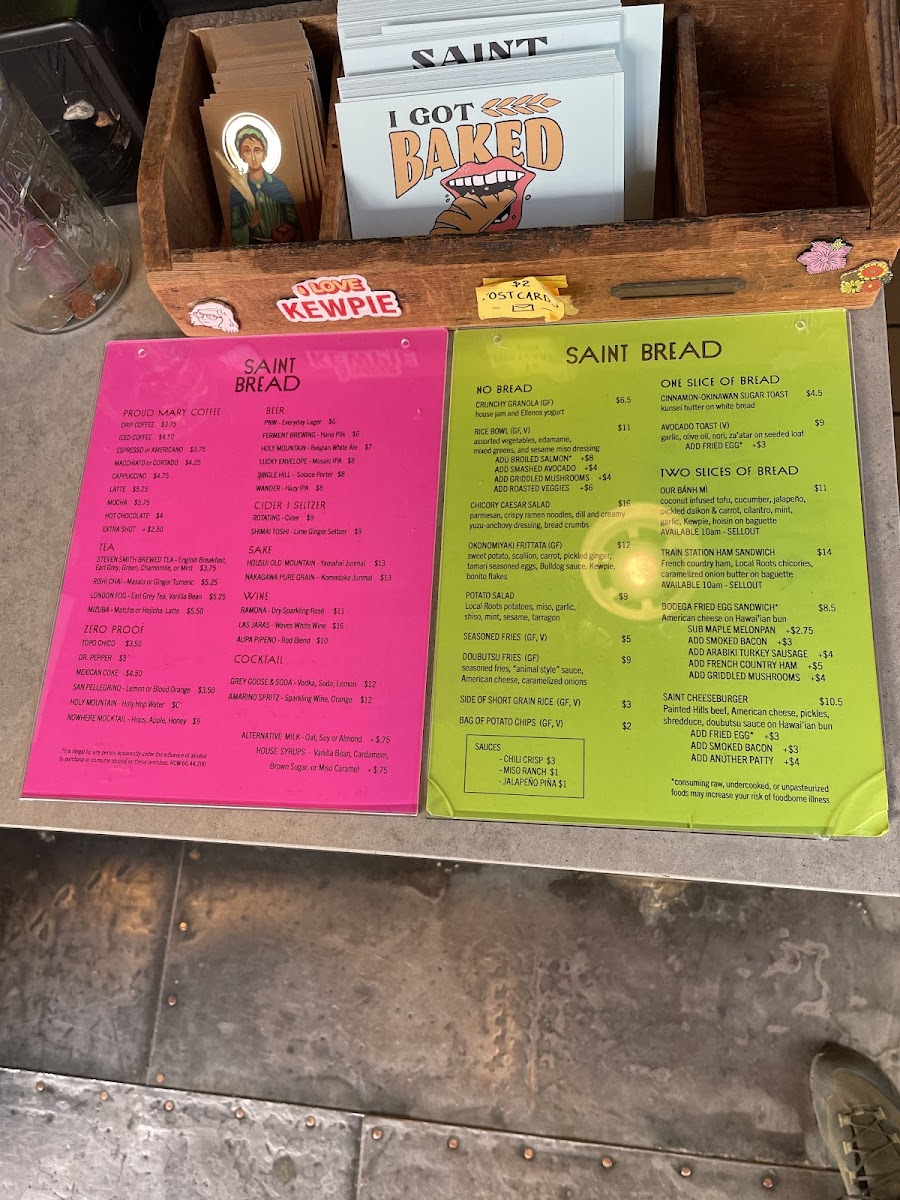 SAINT
I GOT
BAKED
I LOVE
KEWPIE
$2
POSTCARDS
SAINT
BREAD
PROUD MARY COFFEE
DRIP COFFEE $3.75
ICED COFFEE $4.50
ESPRESSO or AMERICANO $3.75
MACCHIATO or CORTADO $4.25
CAPPUCCINO $4.75
LATTE $5.25
MOCHA $5.75
HOT CHOCOLATE $4
EXTRA SHOT +$2.50
TEA
STEVEN SMITH BREWED TEA - English Breakfast,
Earl Grey, Green, Chamomile, or Mint $3.75
RISHI CHAI - Masala or Ginger Tumeric $5.25
LONDON FOG - Earl Grey Tea, Vanilla Bean $5.25
MIZUBA - Matcha or Hojicha Latte $5.50
ZERO PROOF
TOPO CHICO $3.50
DR. PEPPER $3
MEXICAN COKE $4.50
SAN PELLEGRINO - Lemon or Blood Orange $3.50
HOLY MOUNTAIN - Holy Hop Water
NOWHERE MOCKTAIL - Hops, Apple, Honey $9
*It is illegal for any person apparently under the influence of alcohol
to purchase or consume alcohol on these premises, RCW 66.44.200
BEER
PNW - Everyday Lager $6
FERMENT BREWING - Hana Pils $6
HOLY MOUNTAIN - Belgian White Ale $7
LUCKY ENVELOPE - Mosaic IPA $8
SINGLE HILL - Solace Porter $8
WANDER - Hazy IPA $8
CIDER | SELTZER
ROTATING - Cider $9
SHIMAI TOSHI - Lime Ginger Seltzer $9
SAKE
HOUSUI OLD MOUNTAIN - Yamahai Junmai $13
NAKAGAWA PURE GRAIN - Komedake Junmai $13
WINE
RAMONA - Dry Sparkling Rosé $11
LAS JARAS - Waves White Wine $16
ALIPA PIPENO - Red Blend $10
COCKTAIL
GREY GOOSE & SODA - Vodka, Soda, Lemon $12
AMARINO SPRITZ - Sparkling Wine, Orange $12
ALTERNATIVE MILK - Oat, Soy or Almond +$.75
HOUSE SYRUPS - Vanilla Bean, Cardamom,
Brown Sugar, or Miso Caramel +$.75
SAINT BREAD
NO BREAD
CRUNCHY GRANOLA (GF) $6.5
house jam and Ellenos yogurt
RICE BOWL (GF, V) $11
assorted vegetables, edamame,
mixed greens, and sesame miso dressing
ADD BROILED SALMON* +$8
ADD SMASHED AVOCADO +$4
ADD GRIDDLED MUSHROOMS +$4
ADD ROASTED VEGGIES +$6
CHICORY CAESAR SALAD $16
parmesan, crispy ramen noodles, dill and creamy
yuzu-anchovy dressing, bread crumbs
OKONOMIYAKI FRITTATA (GF) $12
sweet potato, scallion, carrot, pickled ginger,
tamari seasoned eggs, Bulldog sauce, Kewpie,
bonito flakes
POTATO SALAD $9
Local Roots potatoes, miso, garlic,
shiso, mint, sesame, tarragon
SEASONED FRIES (GF, V) $5
DOUBUTSU FRIES (GF) $9
seasoned fries, "animal style" sauce,
American cheese, caramelized onions
SIDE OF SHORT GRAIN RICE (GF, V) $3
BAG OF POTATO CHIPS (GF, V) $2
SAUCES
- CHILI CRISP $3
- MISO RANCH $1
- JALAPEÑO PIÑA $1
ONE SLICE OF BREAD
CINNAMON-OKINAWAN SUGAR TOAST $4.5
kunsei butter on white bread
AVOCADO TOAST (V) $9
garlic, olive oil, nori, za'atar on seeded loaf
ADD FRIED EGG* +$3
TWO SLICES OF BREAD
OUR BÁNH MÌ $11
coconut infused tofu, cucumber, jalapeño,
pickled daikon & carrot, cilantro, mint,
garlic, Kewpie, hoisin on baguette
AVAILABLE 10am - SELLOUT
TRAIN STATION HAM SANDWICH $14
French country ham, Local Roots chicories,
caramelized onion butter on baguette
AVAILABLE 10am - SELLOUT
BODEGA FRIED EGG SANDWICH* $8.5
American cheese on Hawai'ian bun
SUB MAPLE MELONPAN +$2.75
ADD SMOKED BACON +$3
ADD ARABIKI TURKEY SAUSAGE +$4
ADD FRENCH COUNTRY HAM +$5
ADD GRIDDLED MUSHROOMS +$4
SAINT CHEESEBURGER $10.5
Painted Hills beef, American cheese, pickles,
shredduce, doubutsu sauce on Hawai'ian bun
ADD FRIED EGG* +$3
ADD SMOKED BACON +$3
ADD ANOTHER PATTY +$4
*consuming raw, undercooked, or unpasteurized
foods may increase your risk of foodborne illness